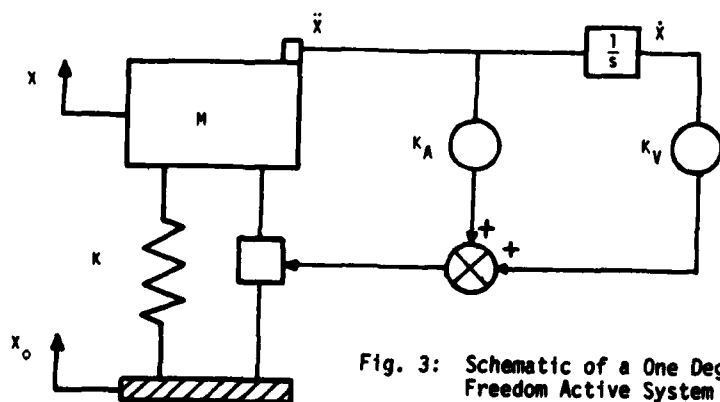 Ẍ
1/s
Ẋ
X
M
K_A
K_V
+
+
K
X_o
Fig. 3: Schematic of a One Deg
Freedom Active System